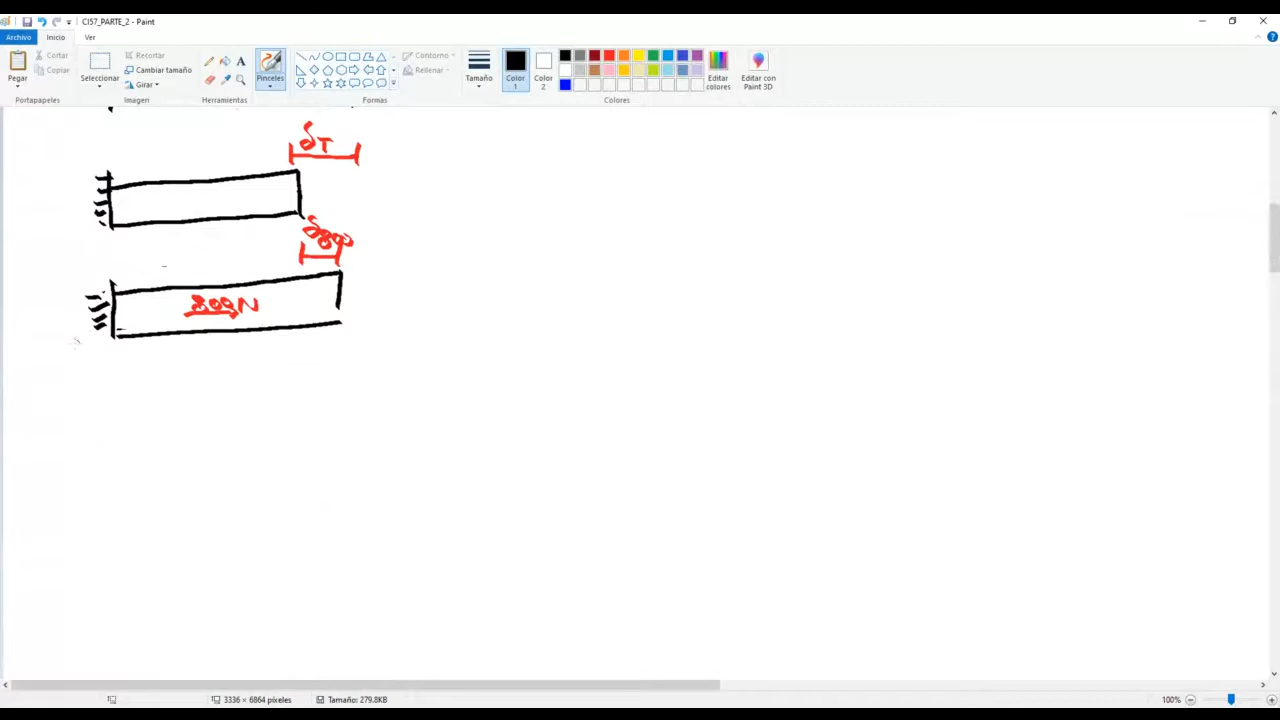 CI57_PARTE_2 - Paint
Archivo Inicio Ver
Pegar
Cortar
Copiar
Portapapeles
Seleccionar
Recortar
Cambiar tamaño
Girar
Imagen
A
Herramientas
Pinceles
Contorno
Rellenar
Formas
Tamaño
Color 1
Color 2
Editar colores
Editar con Paint 3D
Colores
δT
δ800
800N
3336 × 6864 píxeles
Tamaño: 279.8KB
100%